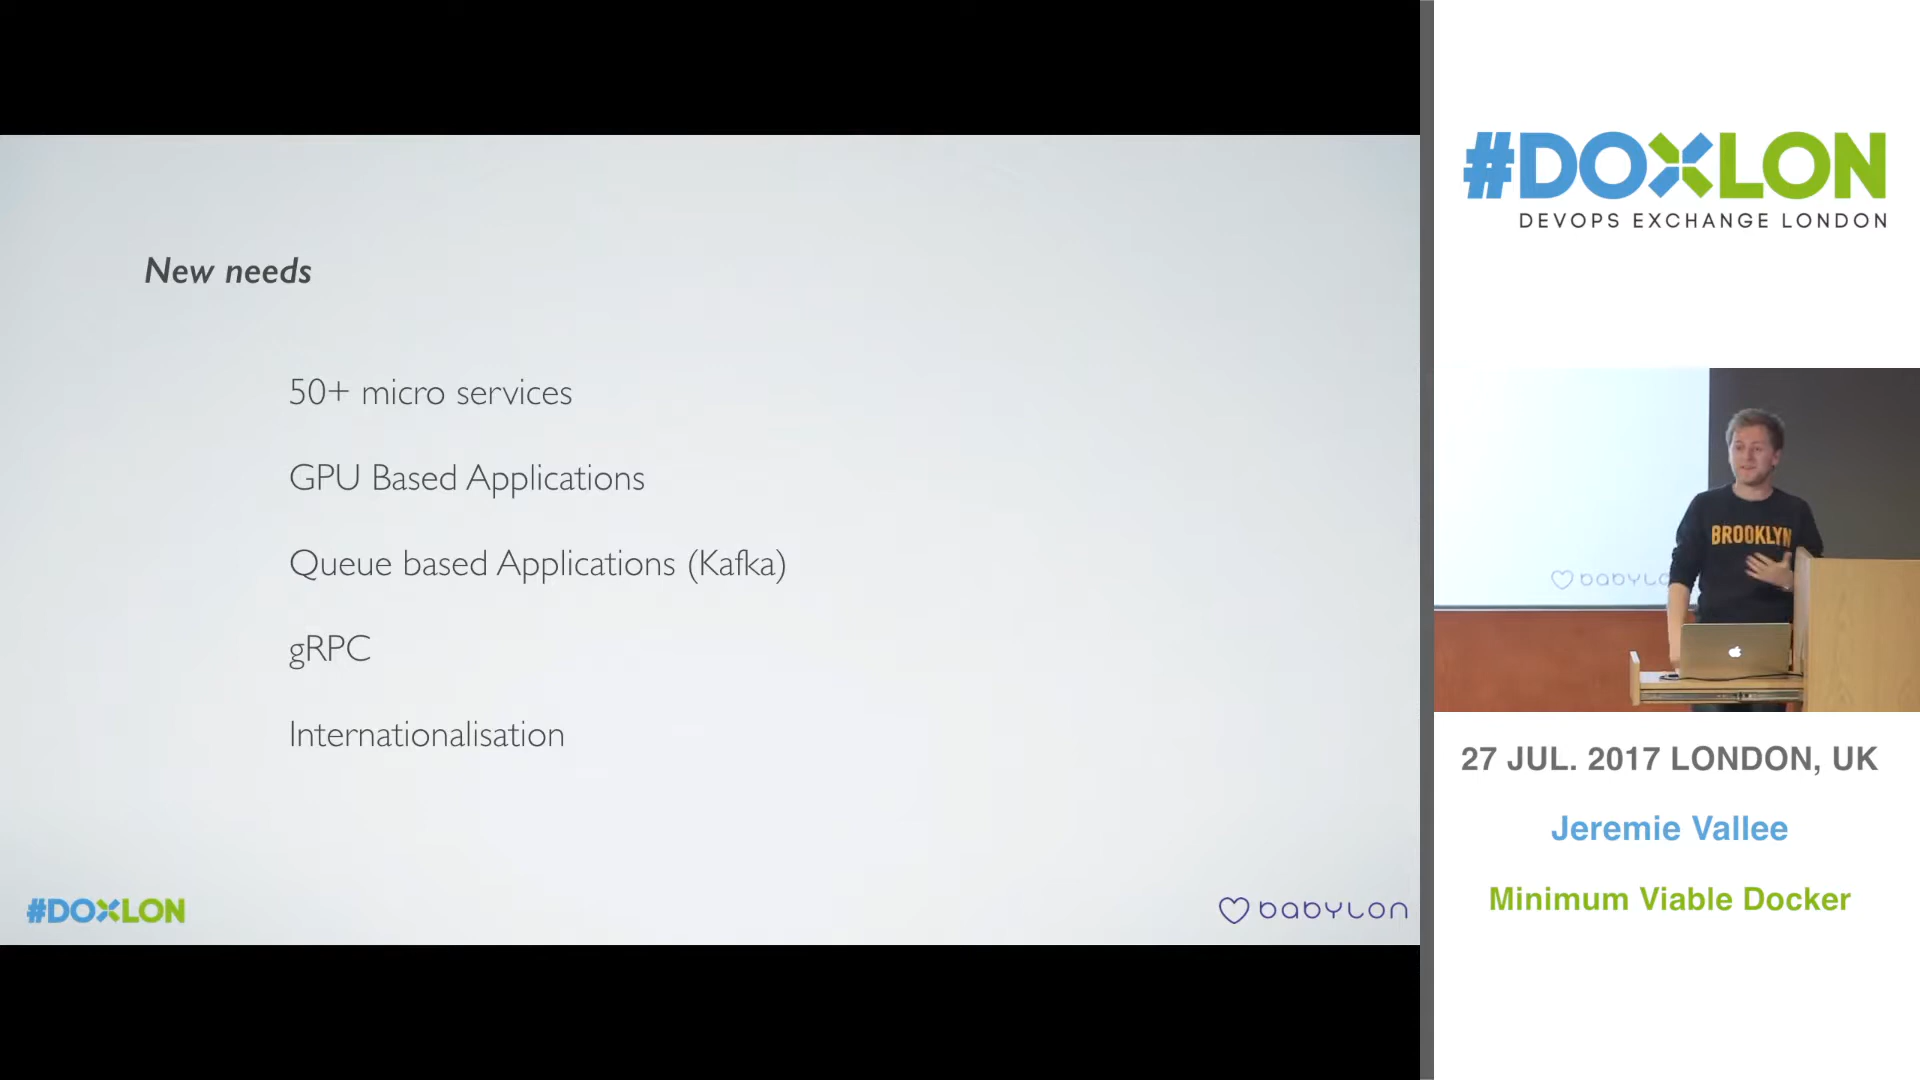 New needs
50+ micro services
GPU Based Applications
Queue based Applications (Kafka)
gRPC
Internationalisation
#DOXLON
babylon
#DOXLON
DEVOPS EXCHANGE LONDON
BROOKLYN
27 JUL. 2017 LONDON, UK
Jeremie Vallee
Minimum Viable Docker